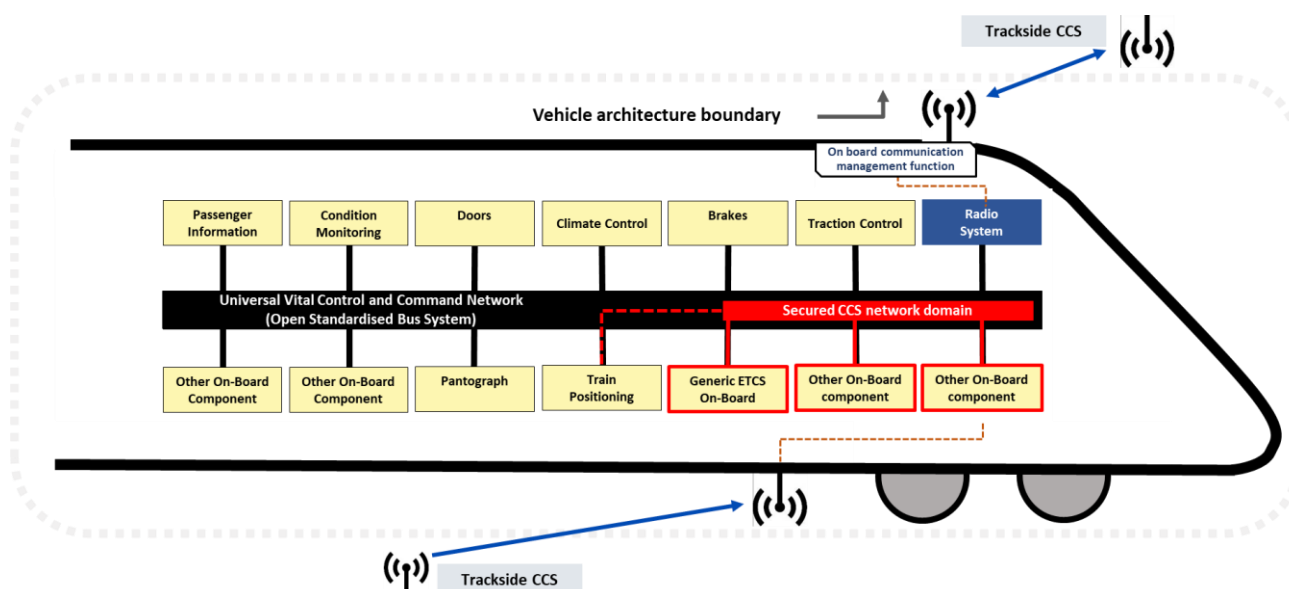 Trackside CCS
Vehicle architecture boundary
On board communication
management function
Passenger
Information
Condition
Monitoring
Doors
Climate Control
Brakes
Traction Control
Radio
System
Universal Vital Control and Command Network
(Open Standardised Bus System)
Secured CCS network domain
Other On-Board
Component
Other On-Board
Component
Pantograph
Train
Positioning
Generic ETCS
On-Board
Other On-Board
component
Other On-Board
component
Trackside CCS